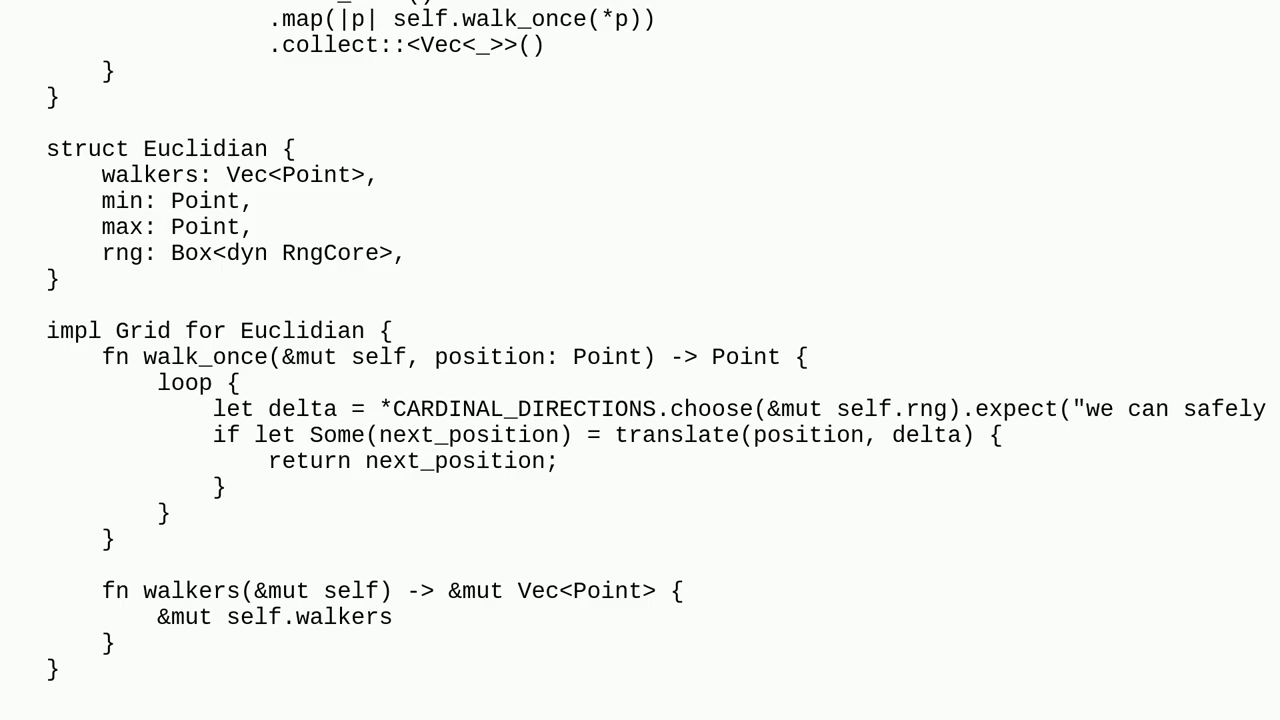 .map(|p| self.walk_once(*p))
.collect::<Vec<_>>()
}
}
struct Euclidian {
walkers: Vec<Point>,
min: Point,
max: Point,
rng: Box<dyn RngCore>,
}
impl Grid for Euclidian {
fn walk_once(&mut self, position: Point) -> Point {
loop {
let delta = *CARDINAL_DIRECTIONS.choose(&mut self.rng).expect("we can safely
if let Some(next_position) = translate(position, delta) {
return next_position;
}
}
}
fn walkers(&mut self) -> &mut Vec<Point> {
&mut self.walkers
}
}